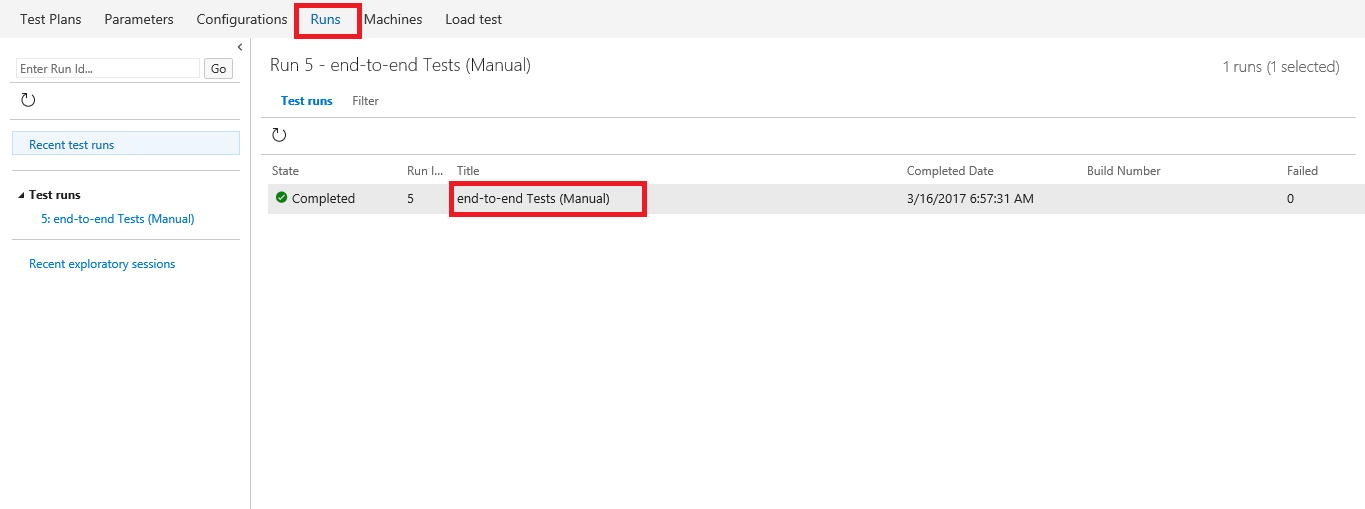 Test Plans Parameters Configurations Runs Machines Load test
Enter Run Id... Go
Recent test runs
Test runs
5: end-to-end Tests (Manual)
Recent exploratory sessions
Run 5 - end-to-end Tests (Manual)
1 runs (1 selected)
Test runs Filter
State Run I... Title Completed Date Build Number Failed
Completed 5 end-to-end Tests (Manual) 3/16/2017 6:57:31 AM 0